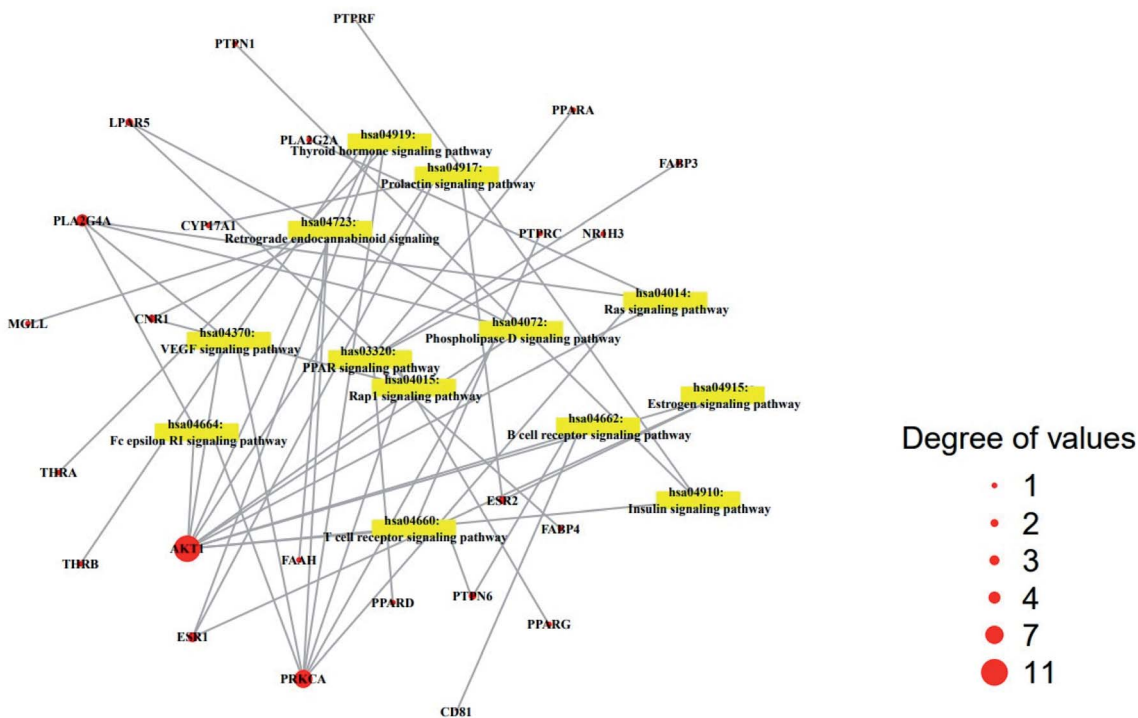 PTPRF
PTPN1
PPARA
LPAR5
hsa04919:
PLA2G2A
Thyroid hormone signaling pathway
FABP3
hsa04917:
Prolactin signaling pathway
PLA2G4A
CYP17A1
hsa04723:
Retrograde endocannabinoid signaling
PTPRC
NR1H3
hsa04014:
Ras signaling pathway
MGLL
CNR1
hsa04072:
Phospholipase D signaling pathway
hsa04370:
VEGF signaling pathway
has03320:
PPAR signaling pathway
hsa04015:
Rap1 signaling pathway
hsa04915:
Estrogen signaling pathway
hsa04664:
Fc epsilon RI signaling pathway
hsa04662:
B cell receptor signaling pathway
Degree of values
THRA
hsa04910:
Insulin signaling pathway
ESR2
hsa04660:
T cell receptor signaling pathway
FABP4
AKT1
THRB
FAAH
PPARD
PTPN6
PPARG
ESR1
PRKCA
CD81
1
2
3
4
7
11